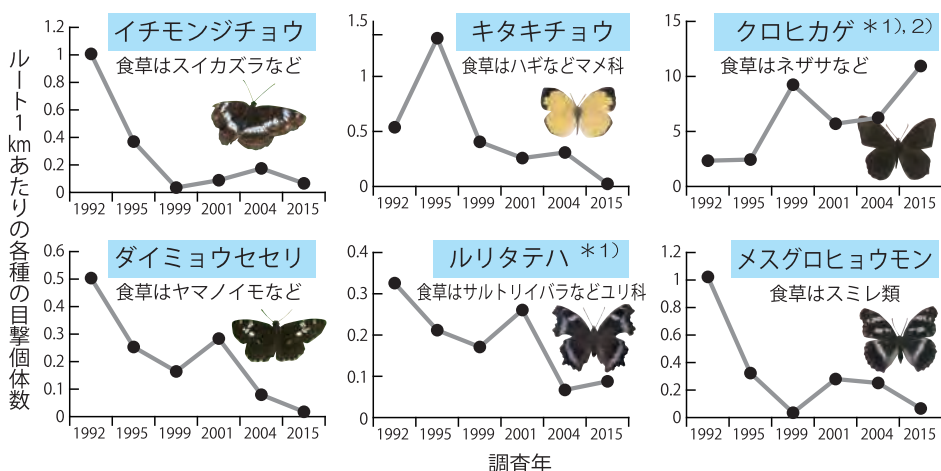 ルート1kmあたりの各種の目撃個体数
イチモンジチョウ
食草はスイカズラなど
1.2
1
0.8
0.6
0.4
0.2
0
1992 1995 1999 2001 2004 2015
キタキチョウ
食草はハギなどマメ科
1.5
1
0.5
0
1992 1995 1999 2001 2004 2015
クロヒカゲ *1), 2)
食草はネザサなど
15
10
5
0
1992 1995 1999 2001 2004 2015
ダイミョウセセリ
食草はヤマノイモなど
0.6
0.5
0.4
0.3
0.2
0.1
0
1992 1995 1999 2001 2004 2015
ルリタテハ *1)
食草はサルトリイバラなどユリ科
0.4
0.3
0.2
0.1
0
1992 1995 1999 2001 2004 2015
メスグロヒョウモン
食草はスミレ類
1.2
1
0.8
0.6
0.4
0.2
0
1992 1995 1999 2001 2004 2015
調査年